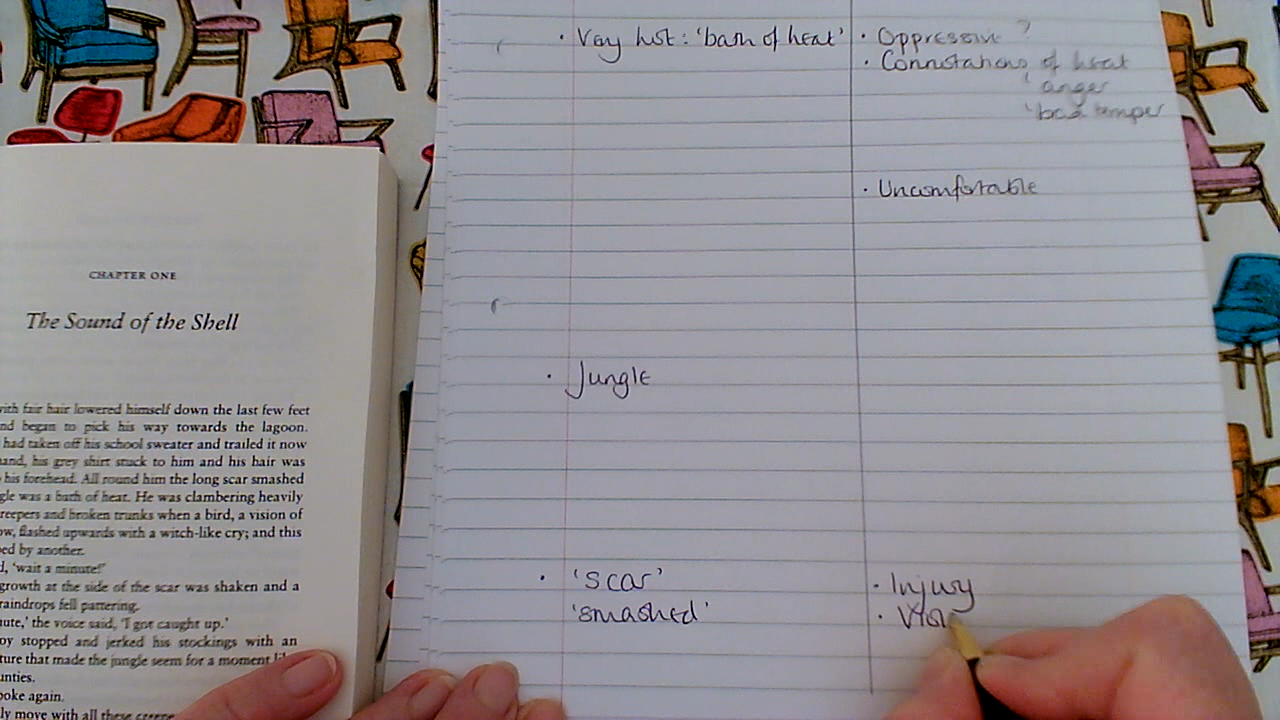 · Very hot : 'bath of heat'
· Oppressive ?
· Connotations of heat
' anger
' bad temper
· Uncomfortable
· Jungle
· 'scar'
'smashed'
· Injury
CHAPTER ONE
The Sound of the Shell
with fair hair lowered himself down the last few feet
nd began to pick his way towards the lagoon.
had taken off his school sweater and trailed it now
and, his grey shirt stuck to him and his hair was
his forehead. All round him the long scar smashed
gle was a bath of heat. He was clambering heavily
reepers and broken trunks when a bird, a vision of
ow, flashed upwards with a witch-like cry; and this
ed by another.
d, 'wait a minute!'
growth at the side of the scar was shaken and a
raindrops fell pattering.
ute,' the voice said, 'I got caught up.'
oy stopped and jerked his stockings with an
ture that made the jungle seem for a moment
unties.
poke again.
ly move with all these